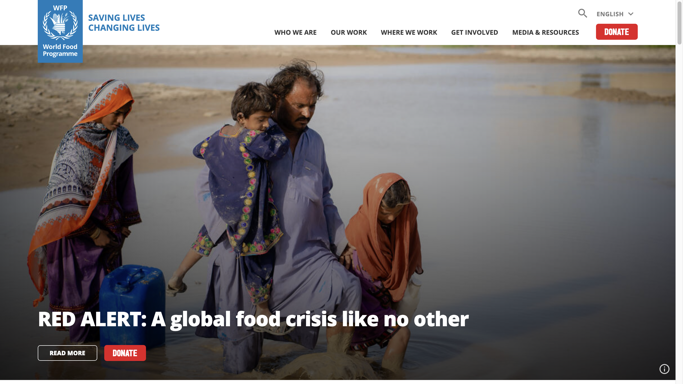 WFP
World Food
Programme
SAVING LIVES
CHANGING LIVES
ENGLISH
WHO WE ARE
OUR WORK
WHERE WE WORK
GET INVOLVED
MEDIA & RESOURCES
DONATE
RED ALERT: A global food crisis like no other
READ MORE
DONATE